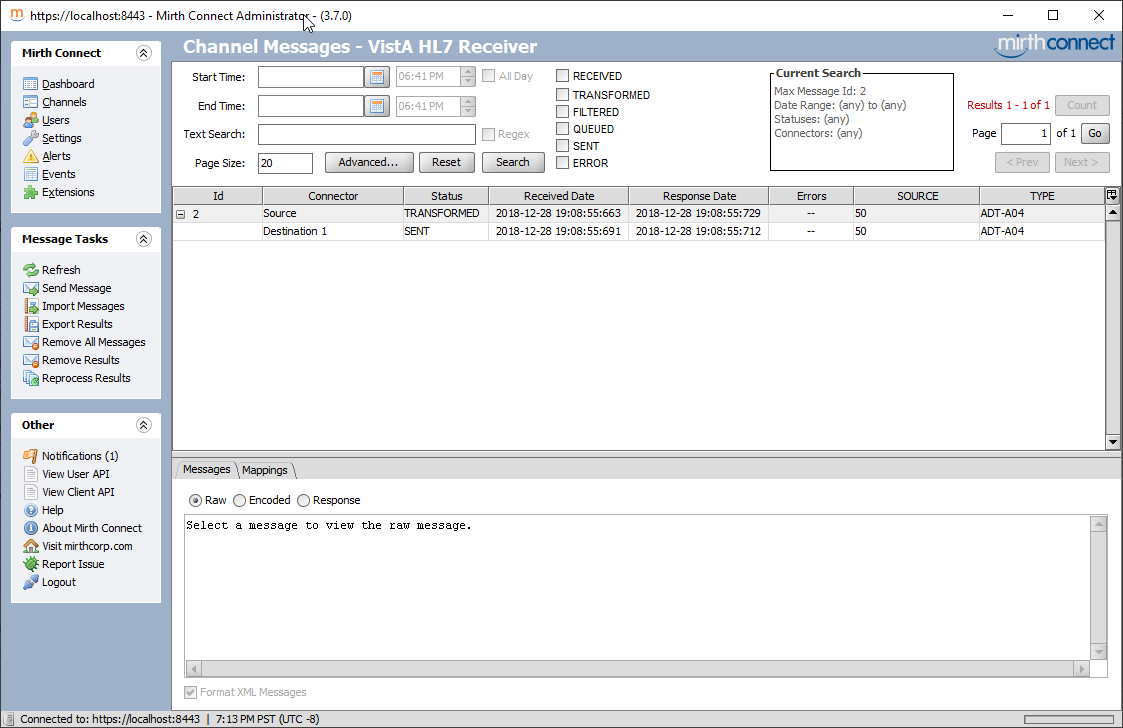 https://localhost:8443 - Mirth Connect Administrator - (3.7.0)
Mirth Connect
Dashboard
Channels
Users
Settings
Alerts
Events
Extensions
Message Tasks
Refresh
Send Message
Import Messages
Export Results
Remove All Messages
Remove Results
Reprocess Results
Other
Notifications (1)
View User API
View Client API
Help
About Mirth Connect
Visit mirthcorp.com
Report Issue
Logout
Channel Messages - VistA HL7 Receiver
mirthconnect
Start Time: 06:41 PM All Day
End Time: 06:41 PM
Text Search: Regex
Page Size: 20 Advanced... Reset Search
RECEIVED
TRANSFORMED
FILTERED
QUEUED
SENT
ERROR
Current Search
Max Message Id: 2
Date Range: (any) to (any)
Statuses: (any)
Connectors: (any)
Results 1 - 1 of 1 Count
Page 1 of 1 Go
< Prev Next >
Id Connector Status Received Date Response Date Errors SOURCE TYPE
2 Source TRANSFORMED 2018-12-28 19:08:55:663 2018-12-28 19:08:55:729 -- 50 ADT-A04
Destination 1 SENT 2018-12-28 19:08:55:691 2018-12-28 19:08:55:712 -- 50 ADT-A04
Messages Mappings
Raw Encoded Response
Select a message to view the raw message.
Format XML Messages
Connected to: https://localhost:8443 | 7:13 PM PST (UTC -8)